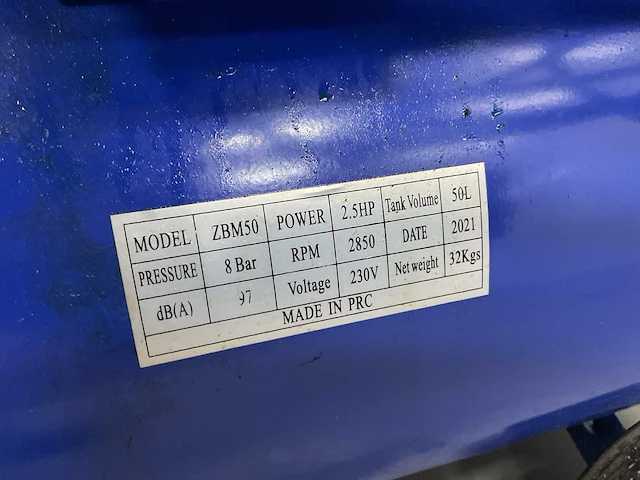 MODEL ZBM50 POWER 2.5HP Tank Volume 50L
PRESSURE 8 Bar RPM 2850 DATE 2021
dB(A) 97 Voltage 230V Net weight 32Kgs
MADE IN PRC